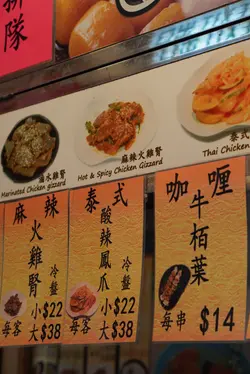 排隊
滷水雞腎
Marinated Chicken gizzard
麻辣火雞腎
Hot & Spicy Chicken Gizzard
泰式
Thai Chicken
麻辣
火雞腎
冷盤
每客
小$22
大$38
泰式
酸辣鳳爪
冷盤
每客
小$22
大$38
咖喱
牛栢葉
每串
$14